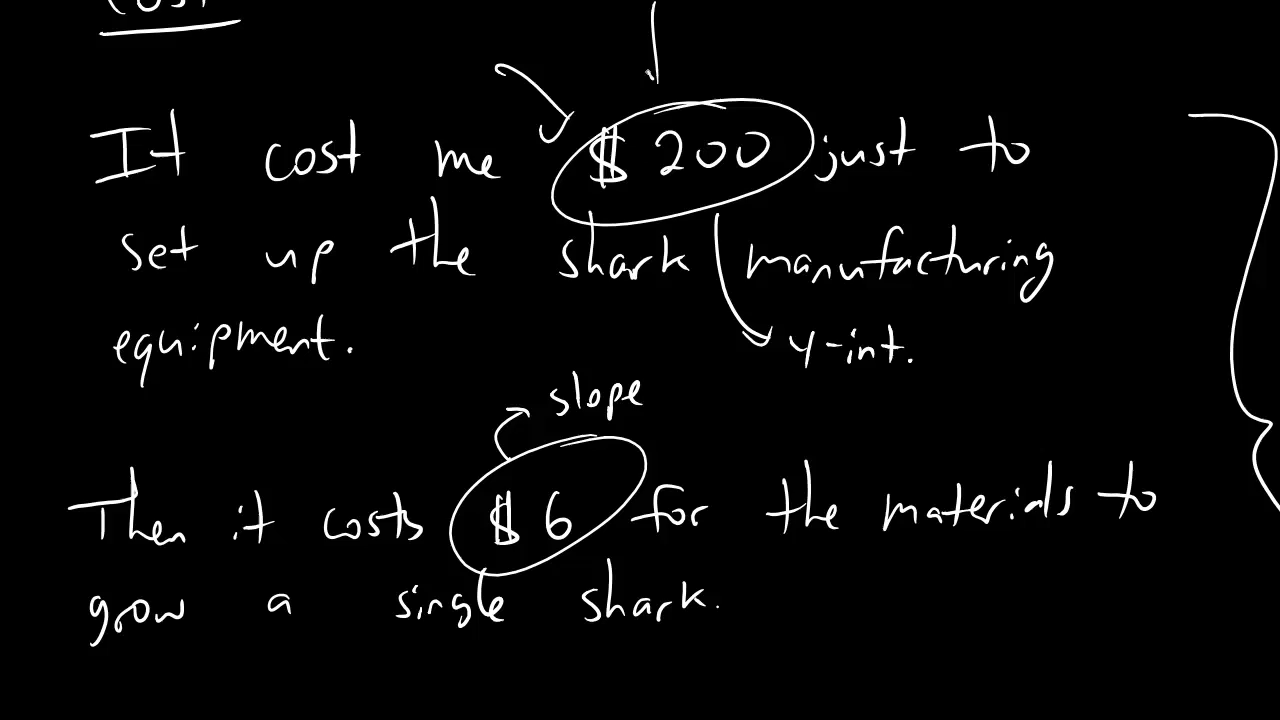 cost
It cost me $ 200 just to
set up the shark manufacturing
equipment.
y-int.
slope
Then it costs $ 6 for the materials to
grow a single shark.